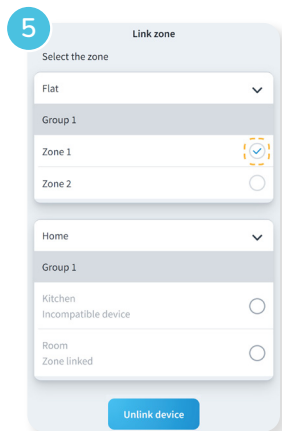 5
Link zone
Select the zone
Flat
Group 1
Zone 1
Zone 2
Home
Group 1
Kitchen
Incompatible device
Room
Zone linked
Unlink device